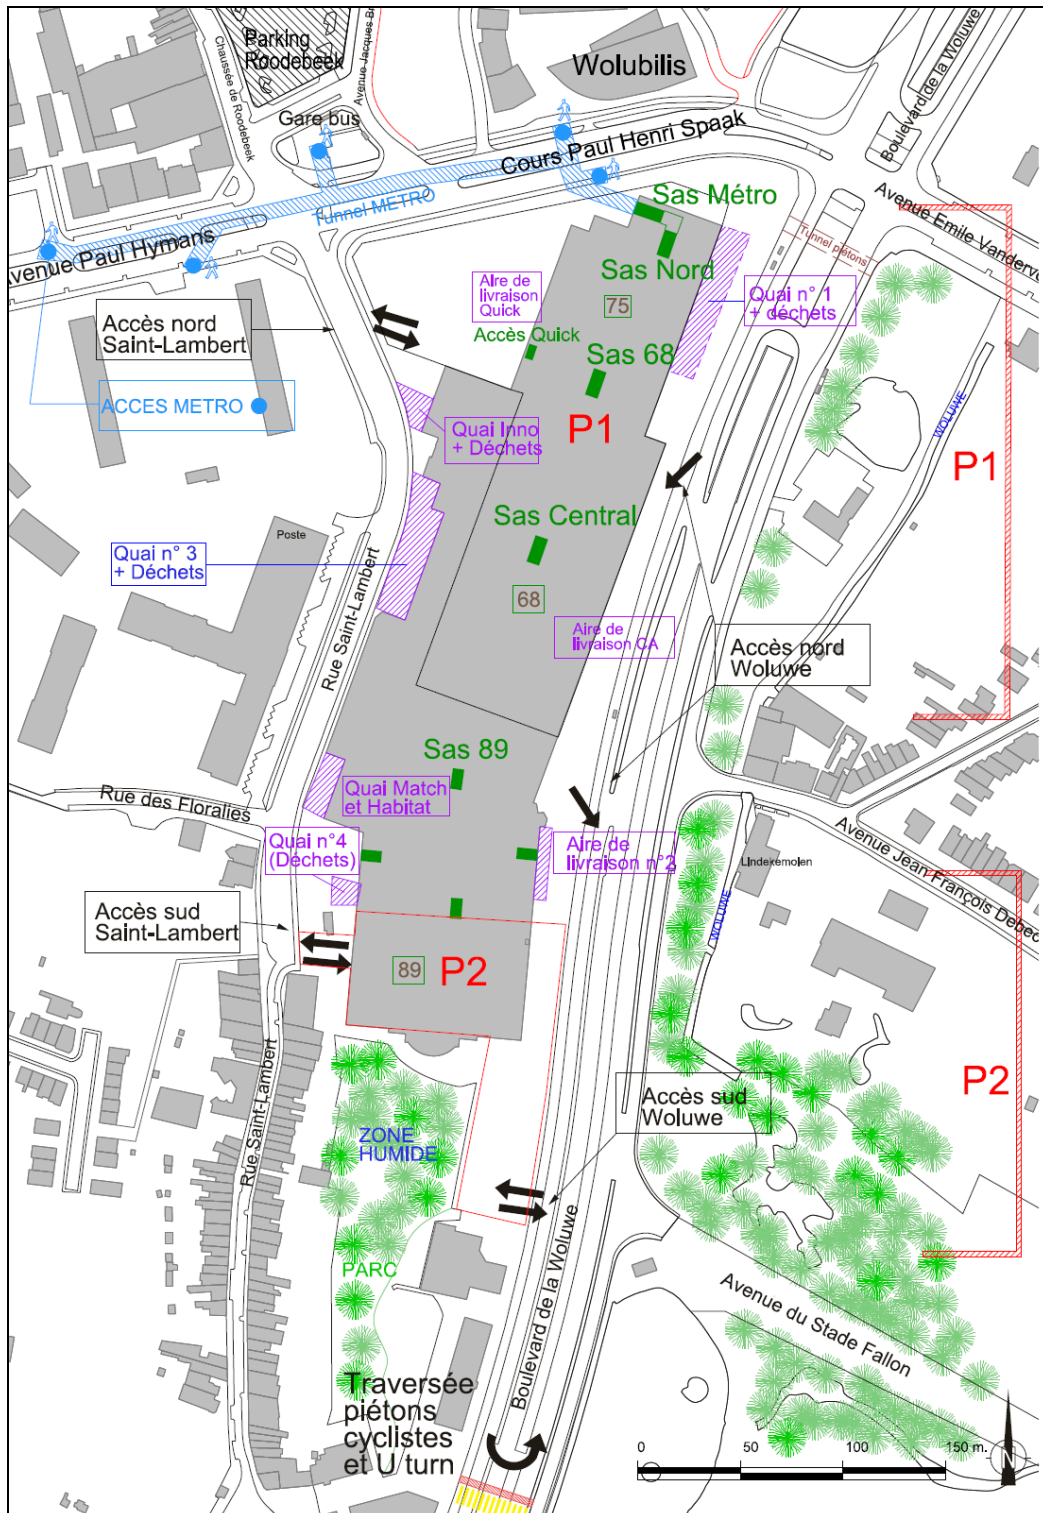 Parking
Roodebeek
Chaussée de Roodebeek
Wolubilis
Gare bus
Boulevard de la Woluwe
Cours Paul Henri Spaak
Tunnel METRO
Avenue Paul Hymans
Sas Métro
Avenue Emile Vanderve
Tunnel piétons
Sas Nord
Aire de
livraison
Quick
75
Quai n° 1
+ déchets
Accès nord
Saint-Lambert
Accès Quick
Sas 68
ACCES METRO
P1
Quai Inno
+ Déchets
WOLUWE
P1
Sas Central
Poste
Quai n° 3
+ Déchets
68
Rue Saint-Lambert
Aire de
livraison CA
Accès nord
Woluwe
Sas 89
Quai Match
et Habitat
Rue des Floralies
Quai n°4
(Déchets)
Aire de
livraison n°2
Avenue Jean François Debec
Lindekemolen
WOLUWE
Accès sud
Saint-Lambert
89
P2
Rue Saint-Lambert
P2
Accès sud
Woluwe
ZONE
HUMIDE
PARC
Boulevard de la Woluwe
Avenue du Stade Fallon
Traversée
piétons
cyclistes
et U turn
0 50 100 150 m.
N